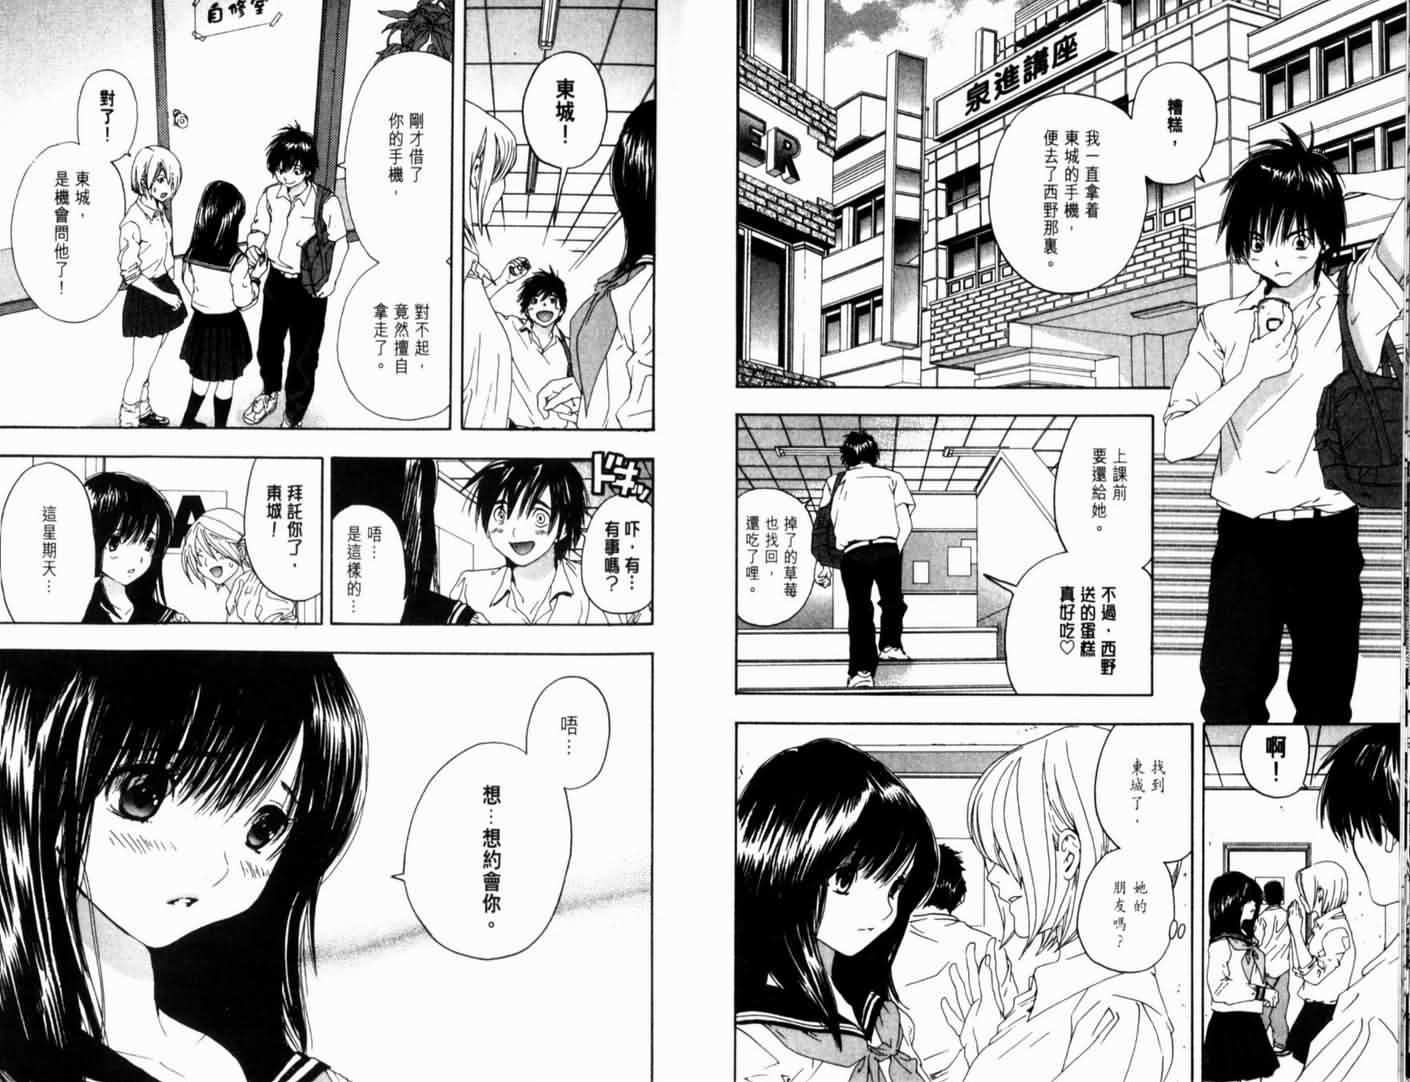 泉進講座
ER
糟糕，
我一直拿着
東城的手機，
便去了西野那裏。
上課前
要還給她。
不過，西野
送的蛋糕
真好吃♡
掉了的草莓
也找回，
還吃了哩。
啊！
找到
東城了，
她的
朋友嗎？
東城！
自修室
剛才借了
你的手機，
對不起，
竟然擅自
拿走了。
對了！
東城，
是機會問他了！
ドキッ
吓，有…
有事嗎？
唔…
是這樣的…
拜託你了，
東城！
A
這星期天…
唔…
想…想約會你。